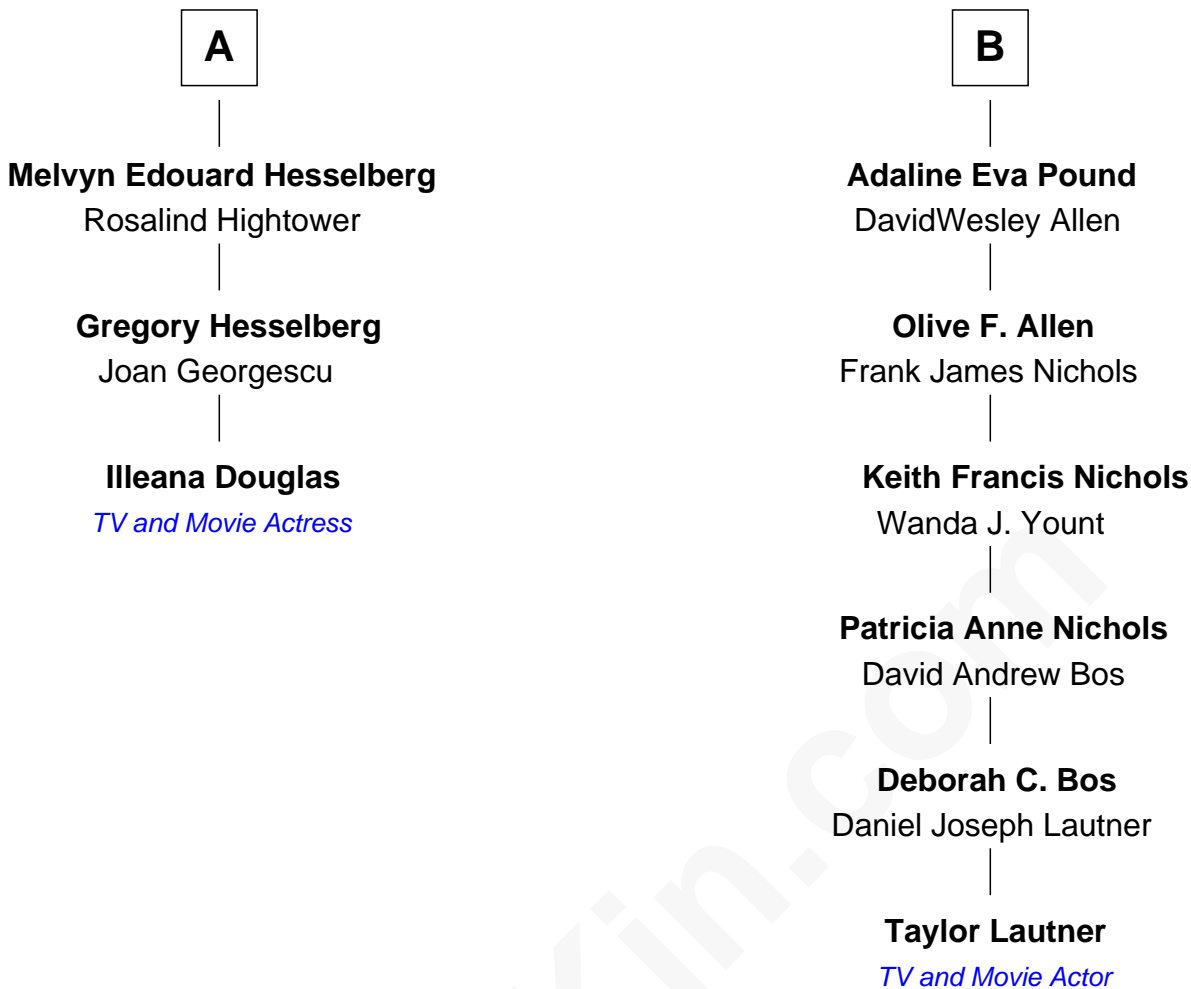 A
Melvyn Edouard Hesselberg
Rosalind Hightower
Gregory Hesselberg
Joan Georgescu
Illeana Douglas
TV and Movie Actress
B
Adaline Eva Pound
DavidWesley Allen
Olive F. Allen
Frank James Nichols
Keith Francis Nichols
Wanda J. Yount
Patricia Anne Nichols
David Andrew Bos
Deborah C. Bos
Daniel Joseph Lautner
Taylor Lautner
TV and Movie Actor
Kin.com